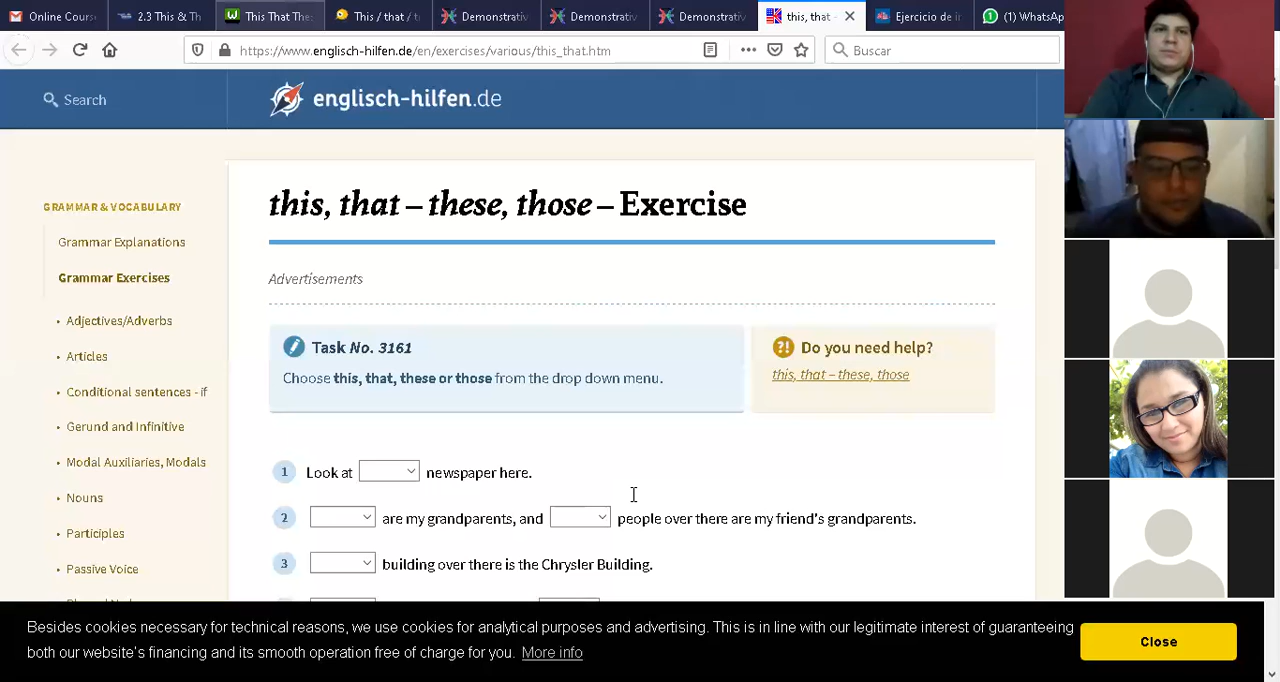 Online Cours
2.3 This & Th
This That The
This / that / t
Demonstrativ
Demonstrativ
Demonstrativ
this, that -
Ejercicio de in
(1) WhatsAp
https://www.englisch-hilfen.de/en/exercises/various/this_that.htm
Buscar
Search
englisch-hilfen.de
this, that – these, those – Exercise
GRAMMAR & VOCABULARY
Grammar Explanations
Grammar Exercises
Adjectives/Adverbs
Articles
Conditional sentences - if
Gerund and Infinitive
Modal Auxiliaries, Modals
Nouns
Participles
Passive Voice
Advertisements
Task No. 3161
Choose this, that, these or those from the drop down menu.
?! Do you need help?
this, that – these, those
1 Look at newspaper here.
2 are my grandparents, and people over there are my friend's grandparents.
3 building over there is the Chrysler Building.
Besides cookies necessary for technical reasons, we use cookies for analytical purposes and advertising. This is in line with our legitimate interest of guaranteeing
both our website's financing and its smooth operation free of charge for you. More info
Close